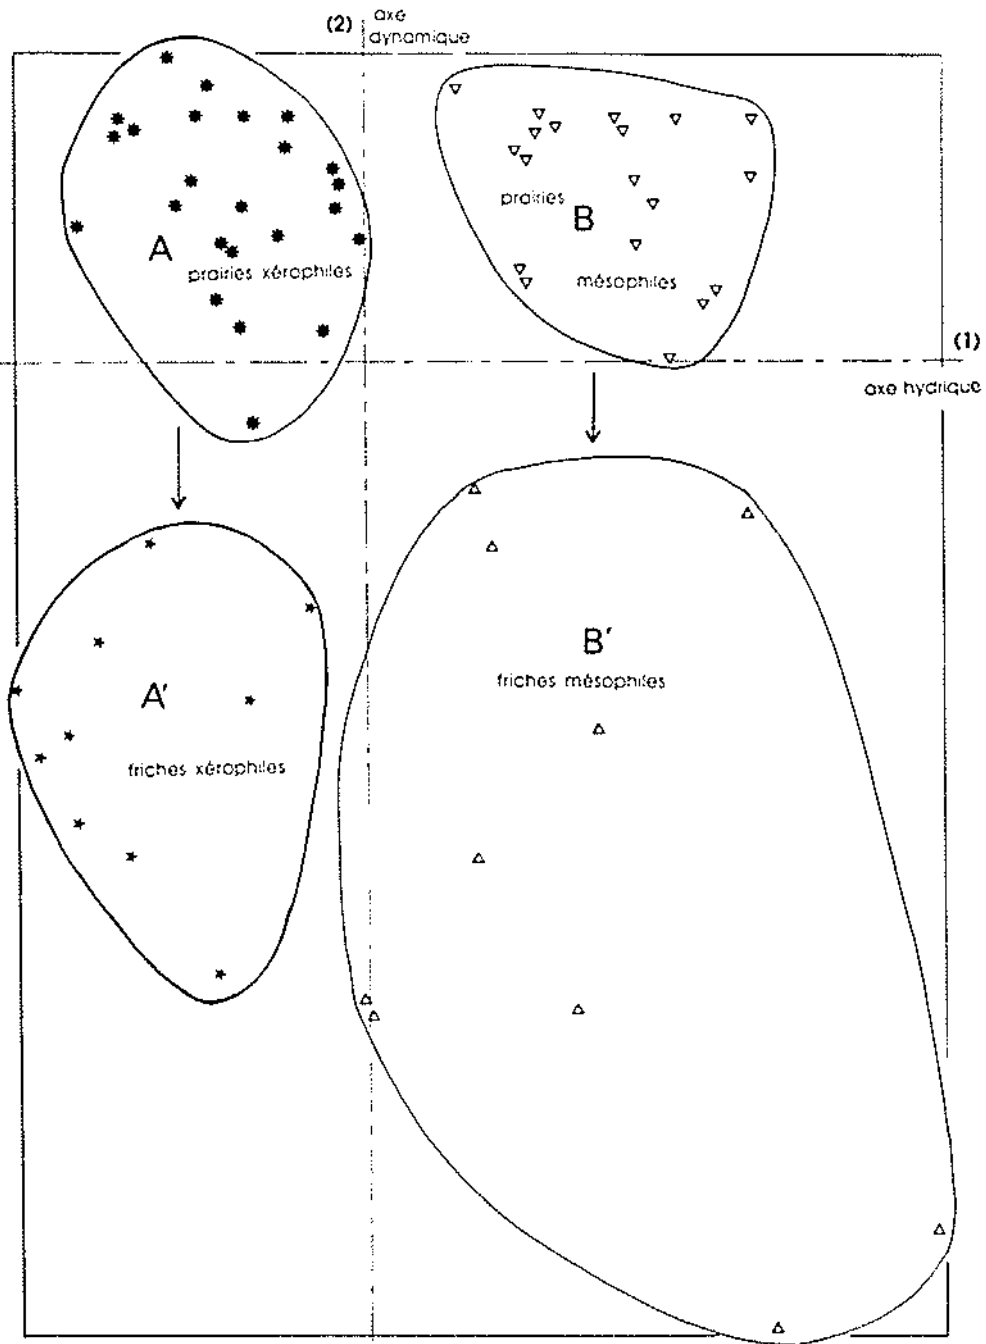 (2) axe
dynamique
prairies
B
A
prairies xérophiles
mésophiles
(1)
axe hydrique
B'
friches mésophiles
A'
friches xérophiles